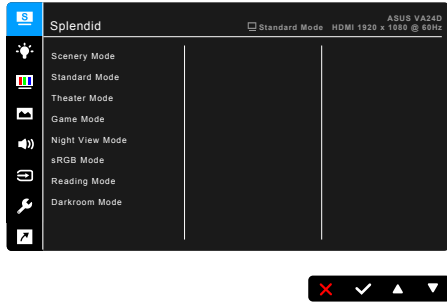 S
Splendid
ASUS VA24D
Standard Mode HDMI 1920 x 1080 @ 60Hz
Scenery Mode
Standard Mode
Theater Mode
Game Mode
Night View Mode
sRGB Mode
Reading Mode
Darkroom Mode